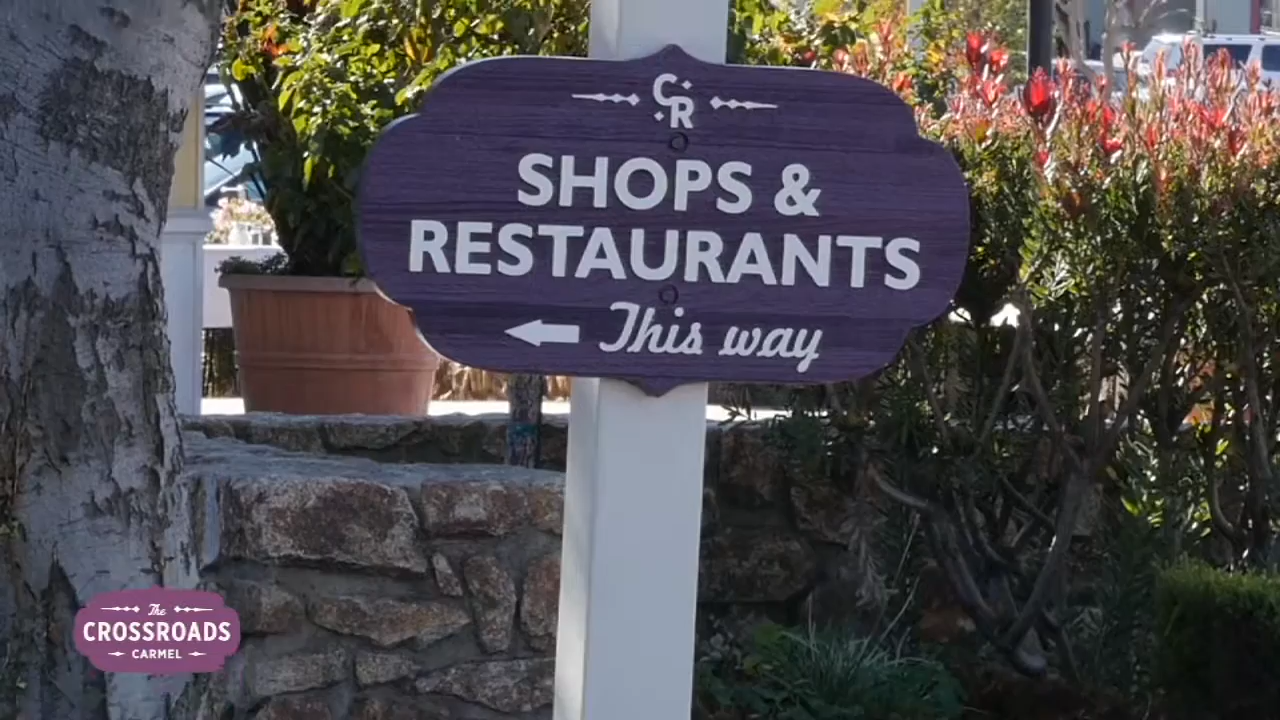 CR
SHOPS &
RESTAURANTS
This way
The
CROSSROADS
CARMEL